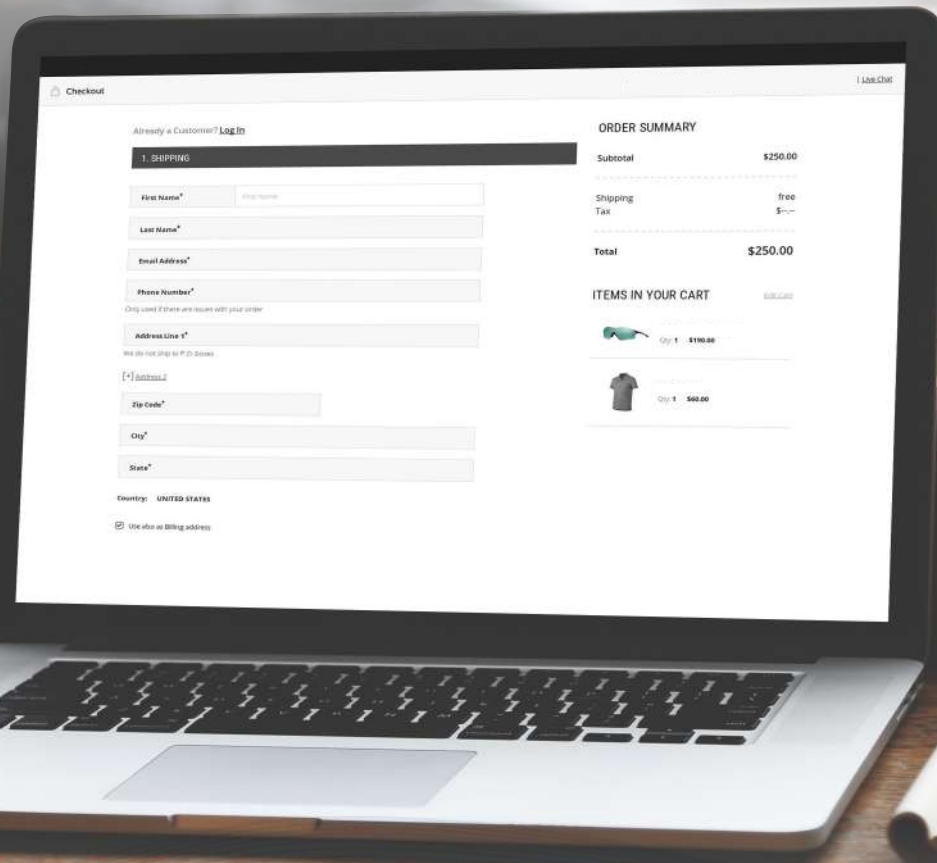 Checkout
| Live Chat
Already a Customer? Log In
1. SHIPPING
First Name*
First Name
Last Name*
Email Address*
Phone Number*
Only used if there are issues with your order
Address Line 1*
We do not ship to P.O. Boxes
[+] Address 2
Zip Code*
City*
State*
Country: UNITED STATES
Use also as Billing address
ORDER SUMMARY
Subtotal $250.00
Shipping free
Tax $--.--
Total $250.00
ITEMS IN YOUR CART Edit Cart
Qty: 1 $190.00
Qty: 1 $60.00